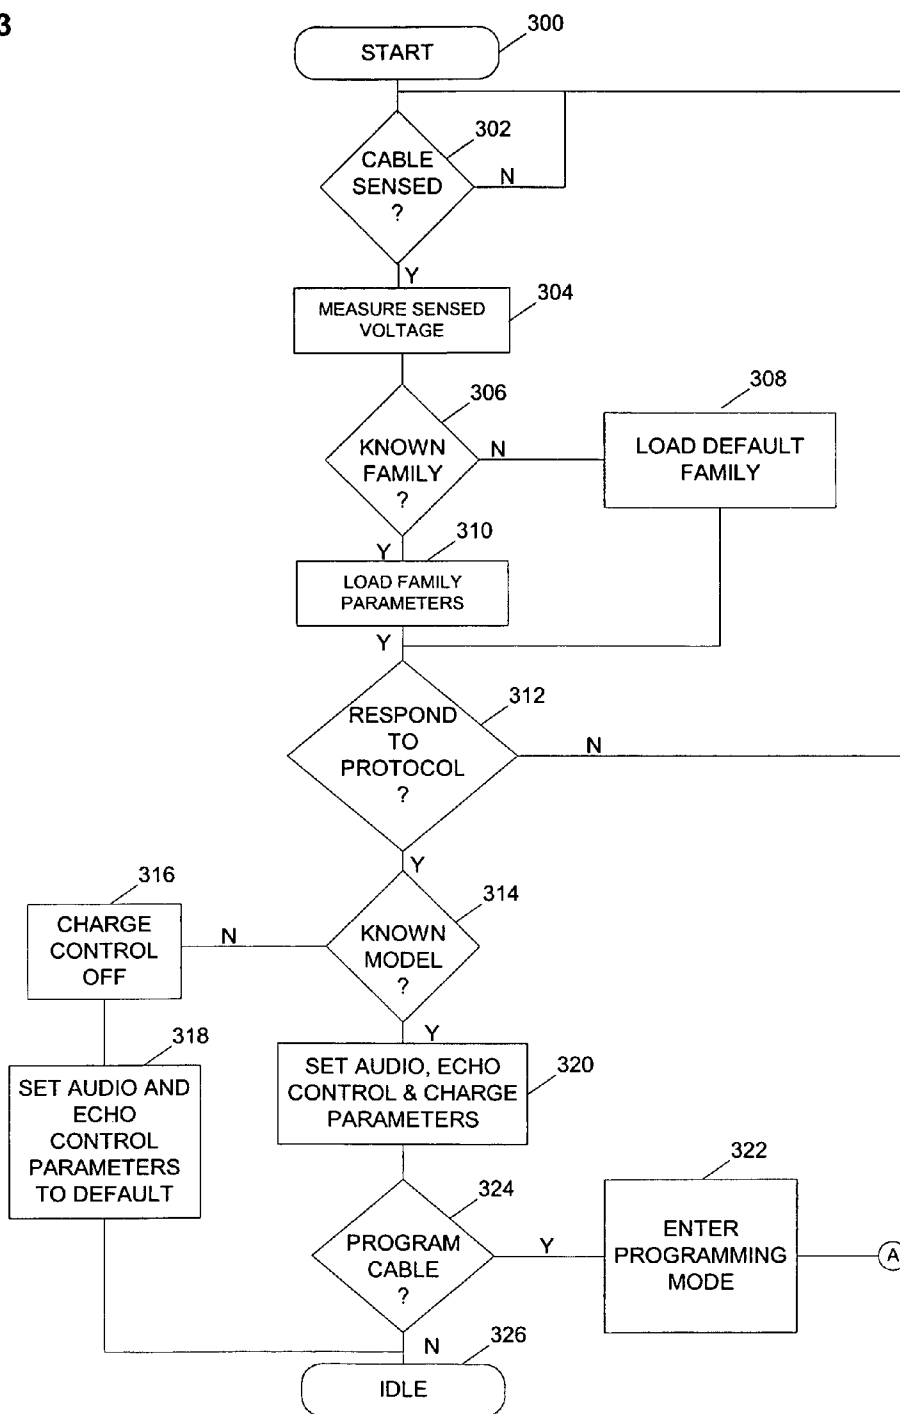 3
START
300
CABLE
SENSED
?
302
N
Y
MEASURE SENSED
VOLTAGE
304
KNOWN
FAMILY
?
306
N
LOAD DEFAULT
FAMILY
308
Y
310
LOAD FAMILY
PARAMETERS
Y
RESPOND
TO
PROTOCOL
?
312
N
Y
KNOWN
MODEL
?
314
N
CHARGE
CONTROL
OFF
316
SET AUDIO AND
ECHO
CONTROL
PARAMETERS
TO DEFAULT
318
Y
SET AUDIO, ECHO
CONTROL & CHARGE
PARAMETERS
320
PROGRAM
CABLE
?
324
Y
ENTER
PROGRAMMING
MODE
322
A
N
326
IDLE